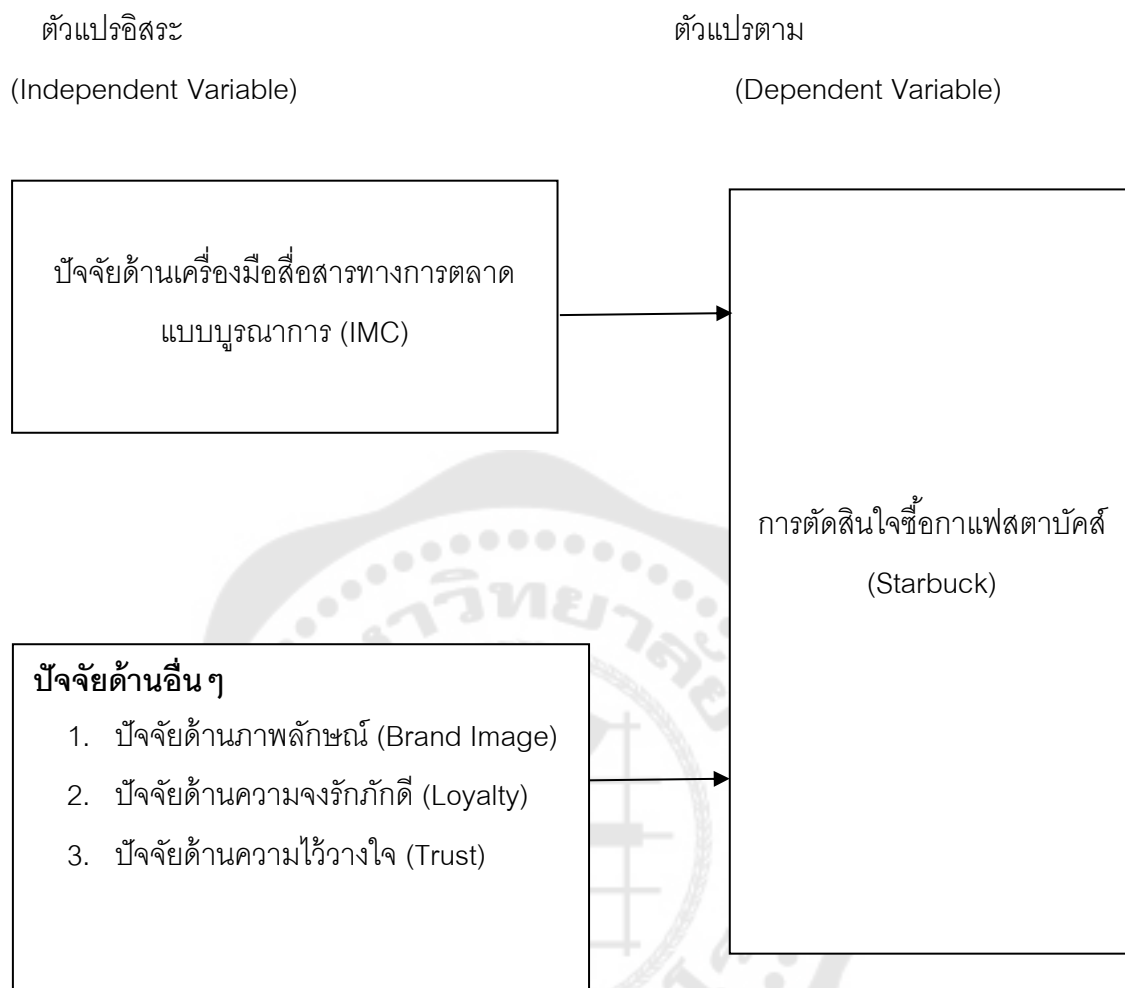 ตัวแปรอิสระ
(Independent Variable)
ตัวแปรตาม
(Dependent Variable)
ปัจจัยด้านเครื่องมือสื่อสารทางการตลาด
แบบบูรณาการ (IMC)
การตัดสินใจซื้อกาแฟสตาบัคส์
(Starbuck)
ปัจจัยด้านอื่น ๆ
1. ปัจจัยด้านภาพลักษณ์ (Brand Image)
2. ปัจจัยด้านความจงรักภักดี (Loyalty)
3. ปัจจัยด้านความไว้วางใจ (Trust)